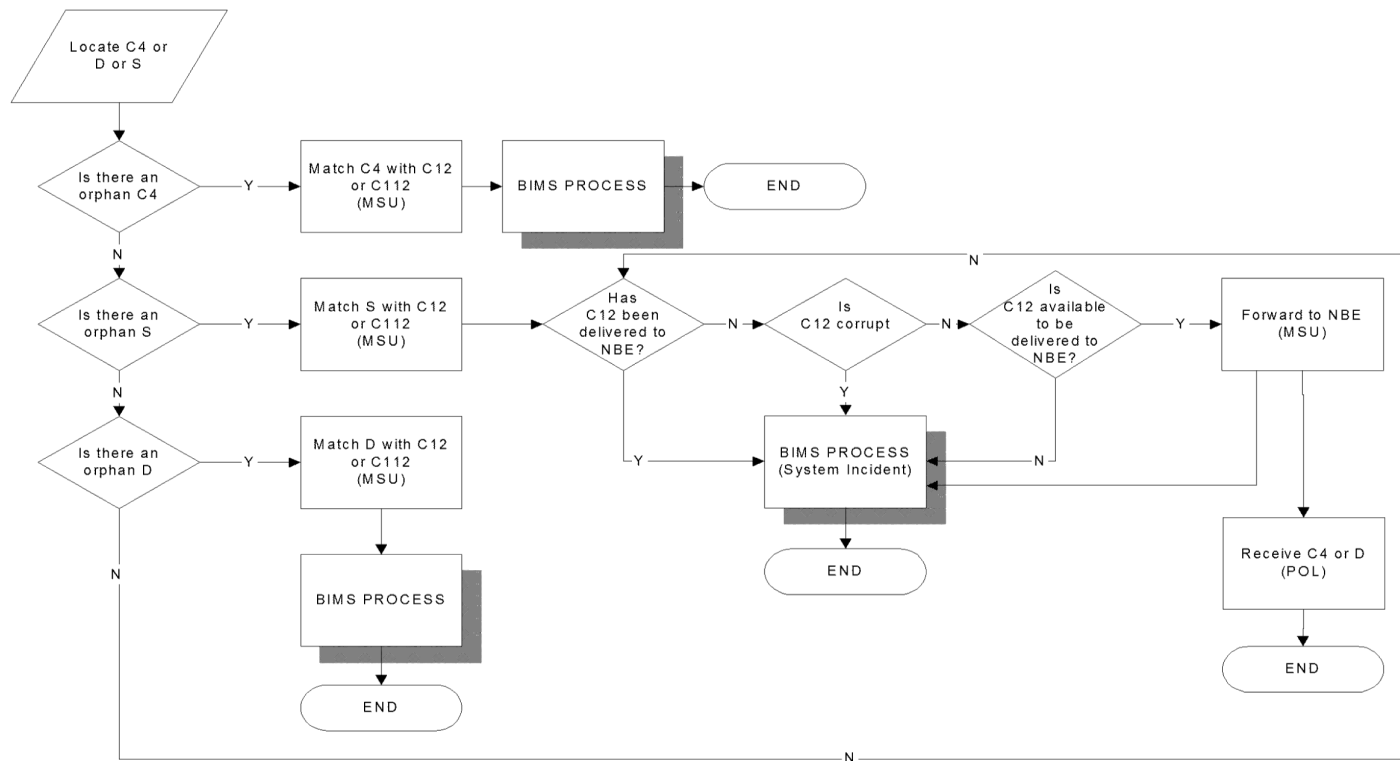 Locate C4 or
D or S
Is there an
orphan C4
Y
Match C4 with C12
or C112
(MSU)
BIMS PROCESS
END
N
N
Is there an
orphan S
Y
Match S with C12
or C112
(MSU)
Has
C12 been
delivered to
NBE?
N
Is
C12 corrupt
N
Is
C12 available
to be
delivered to
NBE?
Y
Forward to NBE
(MSU)
N
Y
Is there an
orphan D
Y
Match D with C12
or C112
(MSU)
Y
BIMS PROCESS
(System Incident)
N
Receive C4 or D
(POL)
END
N
BIMS PROCESS
END
END
N